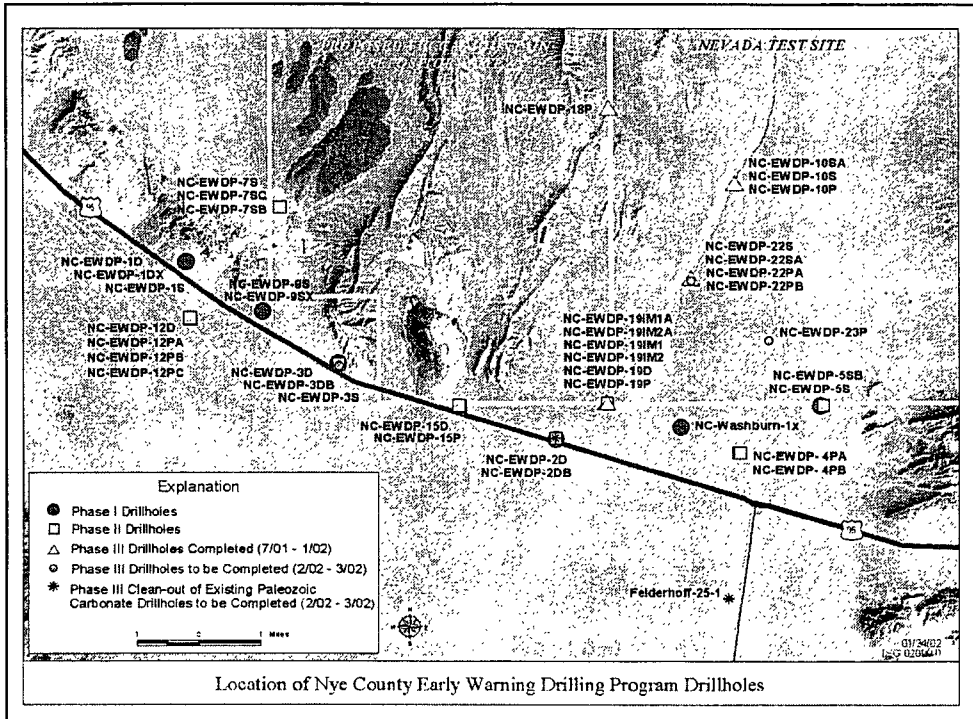 NEVADA TEST SITE
NC-EWDP-18P
NC-EWDP-10SA
NC-EWDP-10S
NC-EWDP-10P
NC-EWDP-7S
NC-EWDP-7SC
NC-EWDP-7SB
95
NC-EWDP-22S
NC-EWDP-22SA
NC-EWDP-22PA
NC-EWDP-22PB
NC-EWDP-1D
NC-EWDP-1DX
NC-EWDP-1S
NC-EWDP-9S
NC-EWDP-9SX
NC-EWDP-12D
NC-EWDP-12PA
NC-EWDP-12PB
NC-EWDP-12PC
NC-EWDP-19IM1A
NC-EWDP-19IM2A
NC-EWDP-19IM1
NC-EWDP-19IM2
NC-EWDP-19D
NC-EWDP-19P
NC-EWDP-23P
NC-EWDP-3D
NC-EWDP-3DB
NC-EWDP-3S
NC-EWDP-5SB
NC-EWDP-5S
NC-EWDP-15D
NC-EWDP-15P
NC-Washburn-1x
NC-EWDP-2D
NC-EWDP-2DB
NC-EWDP- 4PA
NC-EWDP- 4PB
95
Felderhoff-25-1
Explanation
Phase I Drillholes
Phase II Drillholes
Phase III Drillholes Completed (7/01 - 1/02)
Phase III Drillholes to be Completed (2/02 - 3/02)
Phase III Clean-out of Existing Paleozoic
Carbonate Drillholes to be Completed (2/02 - 3/02)
1 0 1 Miles
01/24/02
Location of Nye County Early Warning Drilling Program Drillholes